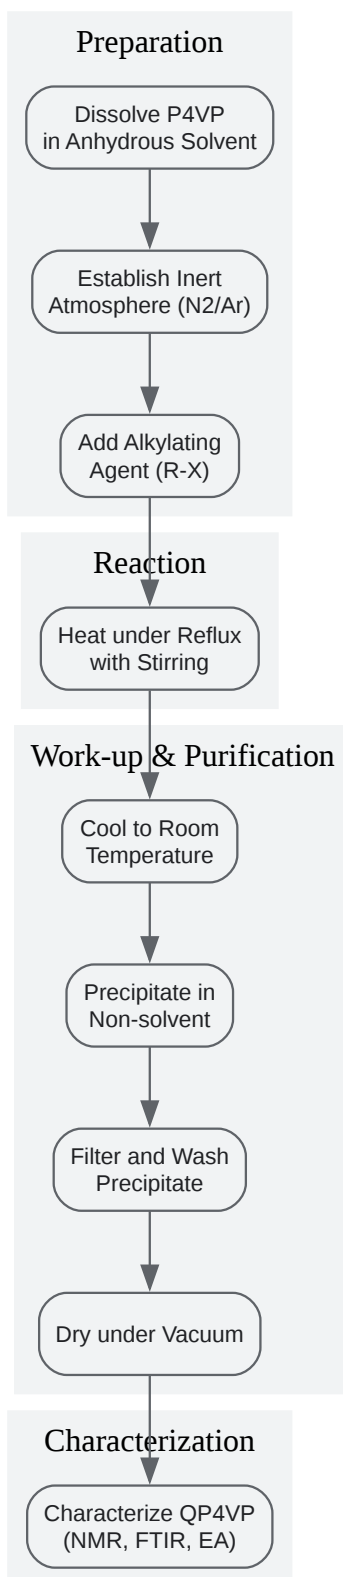 Preparation
Dissolve P4VP
in Anhydrous Solvent
Establish Inert
Atmosphere (N2/Ar)
Add Alkylating
Agent (R-X)
Reaction
Heat under Reflux
with Stirring
Work-up & Purification
Cool to Room
Temperature
Precipitate in
Non-solvent
Filter and Wash
Precipitate
Dry under Vacuum
Characterization
Characterize QP4VP
(NMR, FTIR, EA)